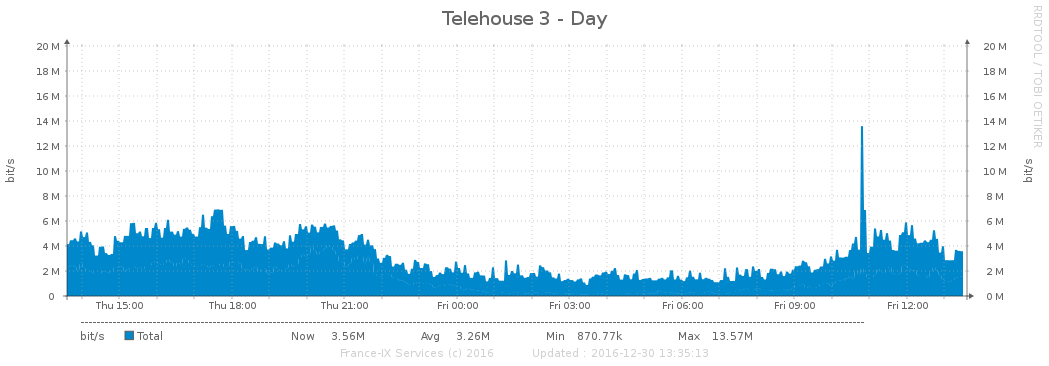 Telehouse 3 - Day
RRDTOOL / TOBI OETIKER
bit/s
bit/s
20 M 20 M
18 M 18 M
16 M 16 M
14 M 14 M
12 M 12 M
10 M 10 M
8 M 8 M
6 M 6 M
4 M 4 M
2 M 2 M
0 0 M
Thu 15:00 Thu 18:00 Thu 21:00 Fri 00:00 Fri 03:00 Fri 06:00 Fri 09:00 Fri 12:00
bit/s Total Now 3.56M Avg 3.26M Min 870.77k Max 13.57M
France-IX Services (c) 2016 Updated : 2016-12-30 13:35:13